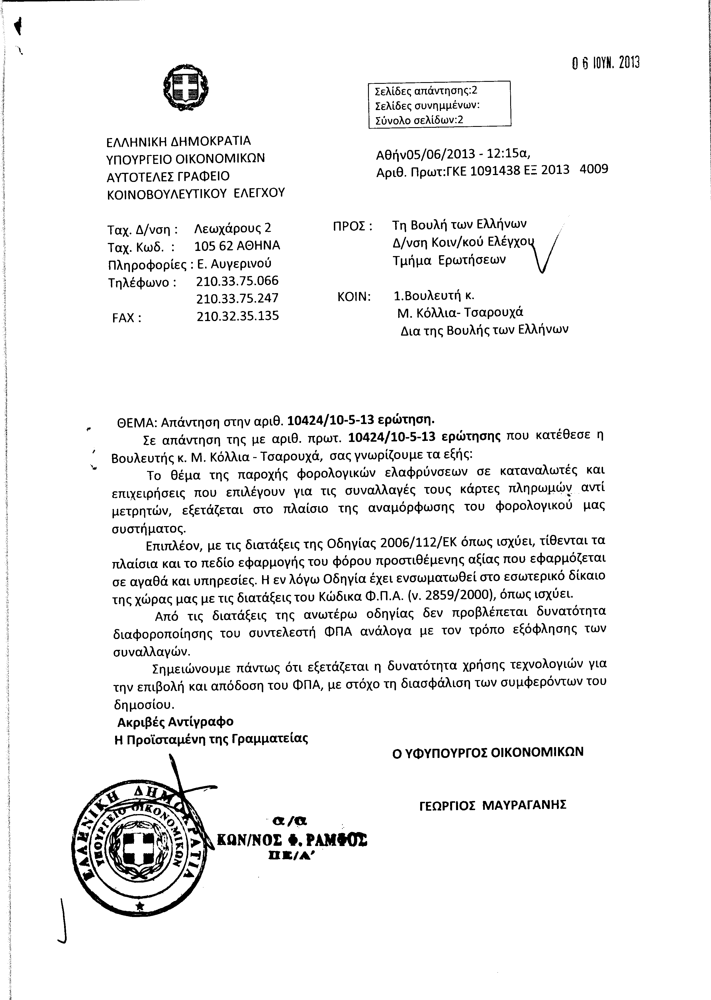 0 6 ΙΟΥΝ. 2013
Σελίδες απάντησης:2
Σελίδες συνημμένων:
Σύνολο σελίδων:2
ΕΛΛΗΝΙΚΗ ΔΗΜΟΚΡΑΤΙΑ
ΥΠΟΥΡΓΕΙΟ ΟΙΚΟΝΟΜΙΚΩΝ
ΑΥΤΟΤΕΛΕΣ ΓΡΑΦΕΙΟ
ΚΟΙΝΟΒΟΥΛΕΥΤΙΚΟΥ ΕΛΕΓΧΟΥ
Αθήν05/06/2013 - 12:15α,
Αριθ. Πρωτ:ΓΚΕ 1091438 ΕΞ 2013 4009
Ταχ. Δ/νση : Λεωχάρους 2
Ταχ. Κωδ. : 105 62 ΑΘΗΝΑ
Πληροφορίες : Ε. Αυγερινού
Τηλέφωνο : 210.33.75.066
210.33.75.247
FAX : 210.32.35.135
ΠΡΟΣ : Τη Βουλή των Ελλήνων
Δ/νση Κοιν/κού Ελέγχου
Τμήμα Ερωτήσεων
ΚΟΙΝ: 1.Βουλευτή κ.
Μ. Κόλλια- Τσαρουχά
Δια της Βουλής των Ελλήνων
ΘΕΜΑ: Απάντηση στην αριθ. 10424/10-5-13 ερώτηση.
Σε απάντηση της με αριθ. πρωτ. 10424/10-5-13 ερώτησης που κατέθεσε η
Βουλευτής κ. Μ. Κόλλια - Τσαρουχά, σας γνωρίζουμε τα εξής:
Το θέμα της παροχής φορολογικών ελαφρύνσεων σε καταναλωτές και
επιχειρήσεις που επιλέγουν για τις συναλλαγές τους κάρτες πληρωμών αντί
μετρητών, εξετάζεται στο πλαίσιο της αναμόρφωσης του φορολογικού μας
συστήματος.
Επιπλέον, με τις διατάξεις της Οδηγίας 2006/112/ΕΚ όπως ισχύει, τίθενται τα
πλαίσια και το πεδίο εφαρμογής του φόρου προστιθέμενης αξίας που εφαρμόζεται
σε αγαθά και υπηρεσίες. Η εν λόγω Οδηγία έχει ενσωματωθεί στο εσωτερικό δίκαιο
της χώρας μας με τις διατάξεις του Κώδικα Φ.Π.Α. (ν. 2859/2000), όπως ισχύει.
Από τις διατάξεις της ανωτέρω οδηγίας δεν προβλέπεται δυνατότητα
διαφοροποίησης του συντελεστή ΦΠΑ ανάλογα με τον τρόπο εξόφλησης των
συναλλαγών.
Σημειώνουμε πάντως ότι εξετάζεται η δυνατότητα χρήσης τεχνολογιών για
την επιβολή και απόδοση του ΦΠΑ, με στόχο τη διασφάλιση των συμφερόντων του
δημοσίου.
Ακριβές Αντίγραφο
Η Προϊσταμένη της Γραμματείας
Ο ΥΦΥΠΟΥΡΓΟΣ ΟΙΚΟΝΟΜΙΚΩΝ
ΓΕΩΡΓΙΟΣ ΜΑΥΡΑΓΑΝΗΣ
ΕΛΛΗΝΙΚΗ ΔΗΜΟΚΡΑΤΙΑ
ΥΠΟΥΡΓΕΙΟ ΟΙΚΟΝΟΜΙΚΩΝ
α/α
ΚΩΝ/ΝΟΣ Φ. ΡΑΜΦΟΣ
ΠΕ/Α'